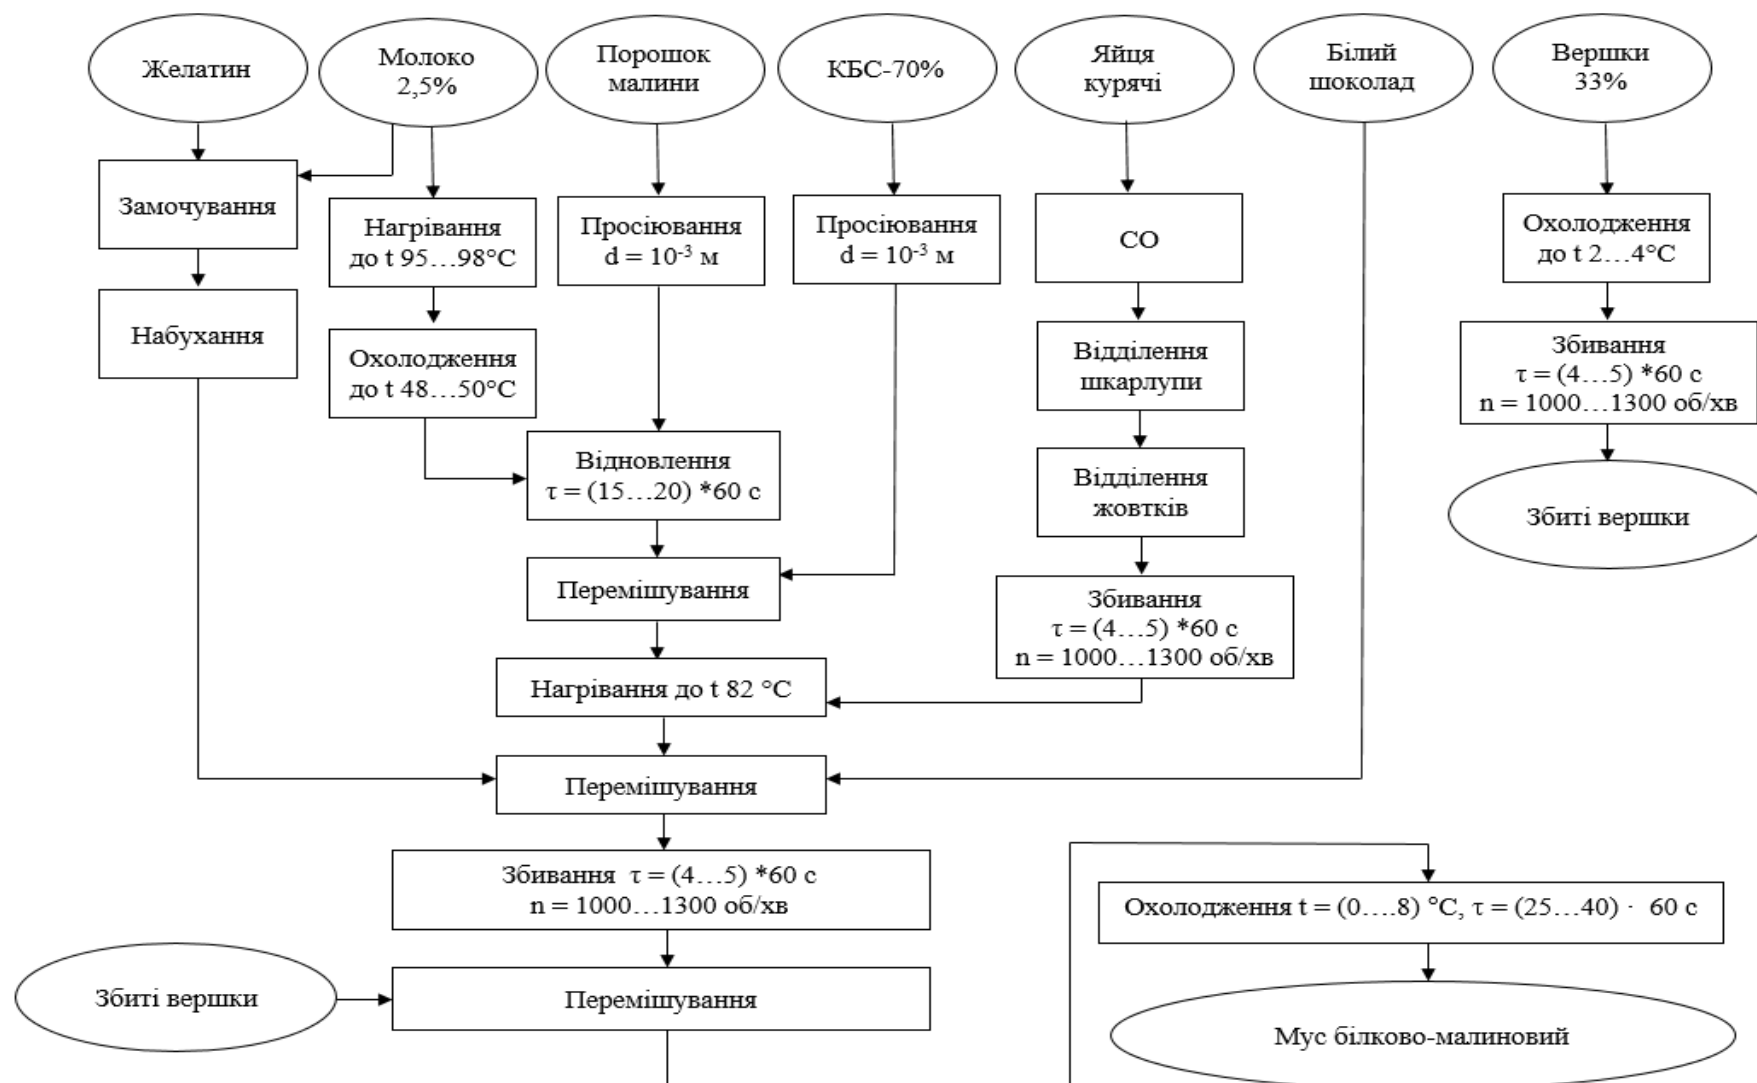 Желатин
Молоко
2,5%
Порошок
малини
КБС-70%
Яйця
курячі
Білий
шоколад
Вершки
33%
Замочування
Нагрівання
до t 95…98°C
Просіювання
d = 10⁻³ м
Просіювання
d = 10⁻³ м
СО
Охолодження
до t 2…4°C
Набухання
Охолодження
до t 48…50°C
Відділення
шкарлупи
Збивання
τ = (4…5) *60 с
n = 1000…1300 об/хв
Відновлення
τ = (15…20) *60 с
Відділення
жовтків
Збиті вершки
Перемішування
Збивання
τ = (4…5) *60 с
n = 1000…1300 об/хв
Нагрівання до t 82 °C
Перемішування
Збивання τ = (4…5) *60 с
n = 1000…1300 об/хв
Охолодження t = (0….8) °C, τ = (25…40) · 60 с
Збиті вершки
Перемішування
Мус білково-малиновий